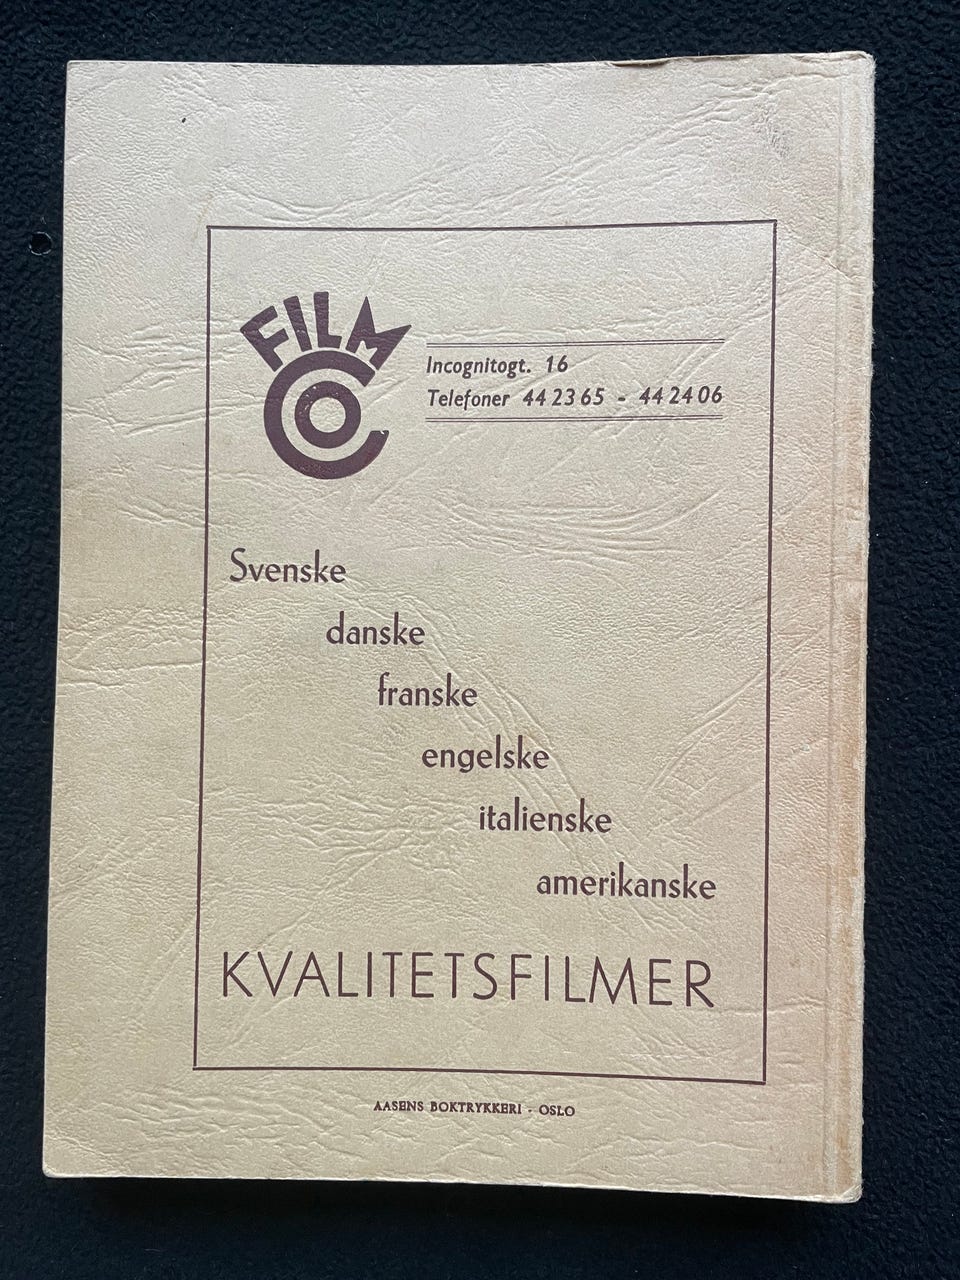 FILM
CO
Incognitogt. 16
Telefoner 44 23 65 - 44 24 06
Svenske
danske
franske
engelske
italienske
amerikanske
KVALITETSFILMER
AASENS BOKTRYKKERI - OSLO